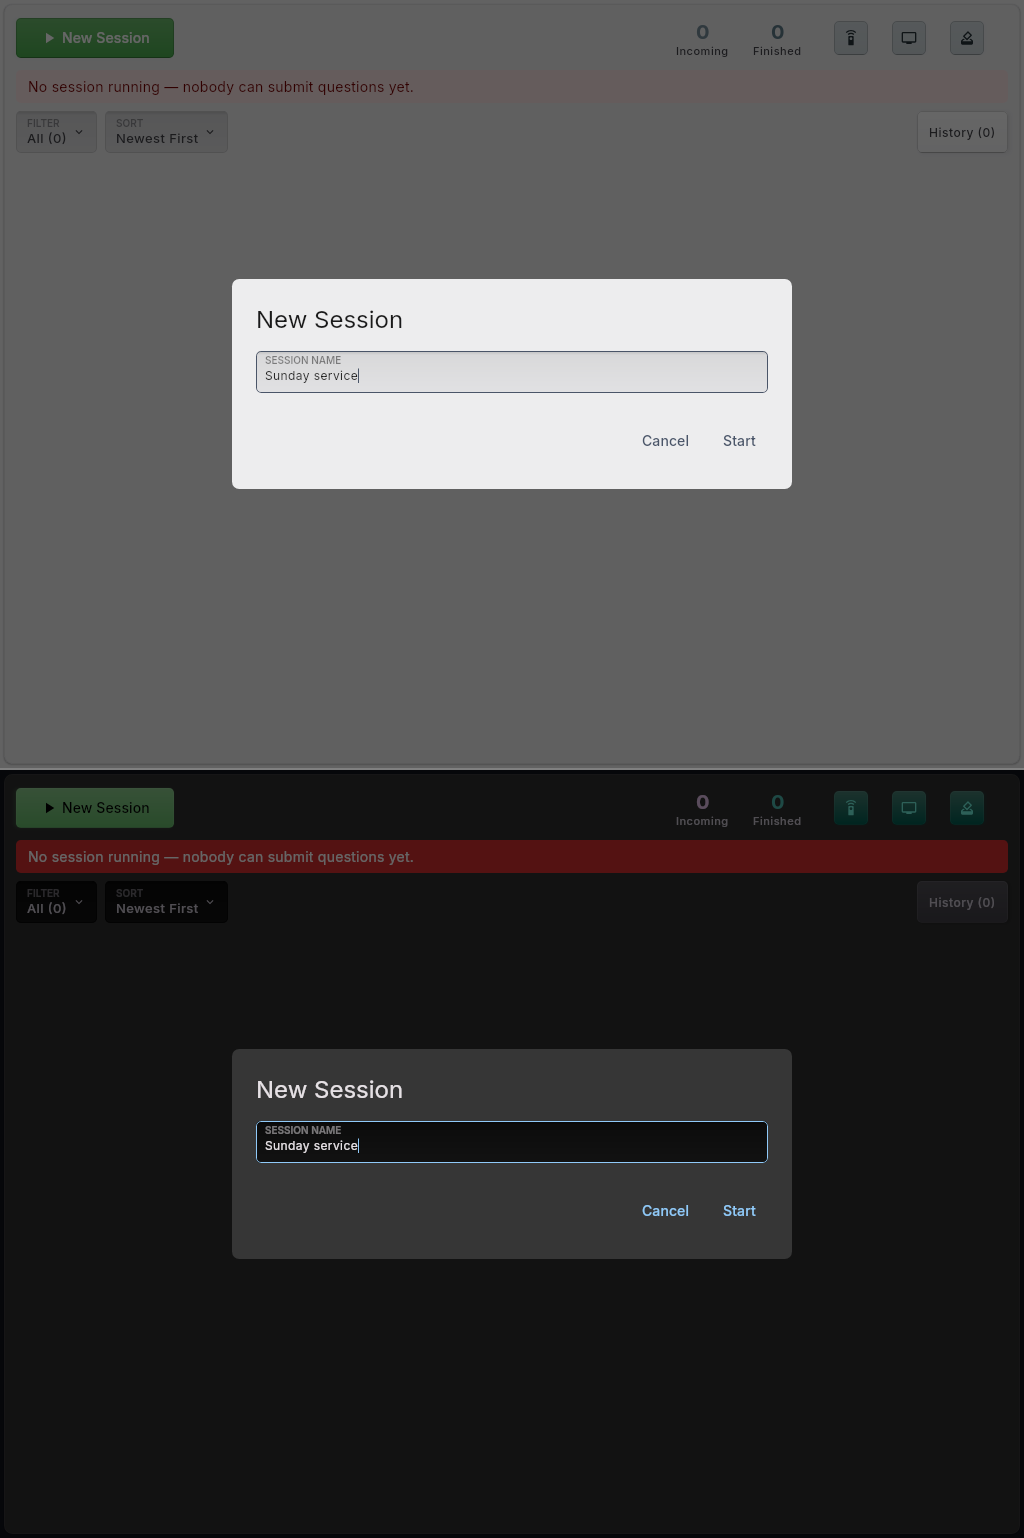 New Session
0
Incoming
0
Finished
No session running — nobody can submit questions yet.
FILTER
All (0)
SORT
Newest First
History (0)
New Session
SESSION NAME
Sunday service
Cancel
Start
New Session
0
Incoming
0
Finished
No session running — nobody can submit questions yet.
FILTER
All (0)
SORT
Newest First
History (0)
New Session
SESSION NAME
Sunday service
Cancel
Start